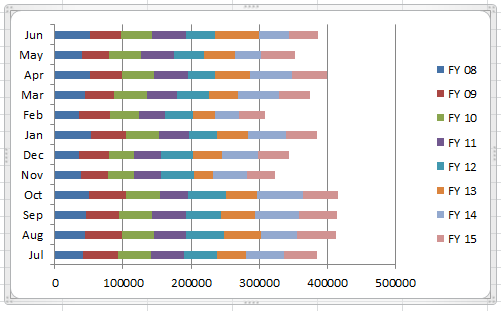 Jun
May
Apr
Mar
Feb
Jan
Dec
Nov
Oct
Sep
Aug
Jul
0 100000 200000 300000 400000 500000
FY 08
FY 09
FY 10
FY 11
FY 12
FY 13
FY 14
FY 15